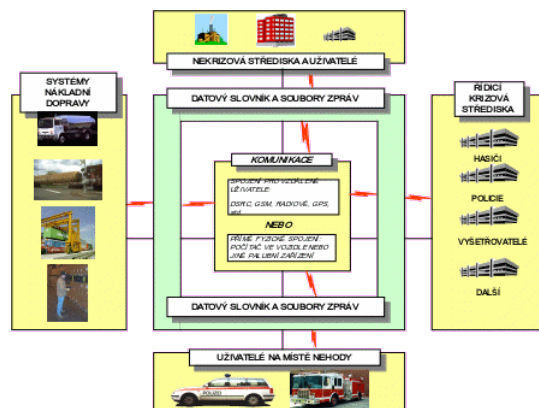 NEKRIZOVÁ STŘEDISKA A UŽIVATELÉ
SYSTÉMY
NÁKLADNÍ
DOPRAVY
DATOVÝ SLOVNÍK A SOUBORY ZPRÁV
ŘÍDICÍ
KRIZOVÁ
STŘEDISKA
KOMUNIKACE
SPOJENÍ PRO VZDÁLENÉ
UŽIVATELE:
DSRC, GSM, RADIOVÉ, GPS,
atd.
NEBO
PŘÍMÉ FYZICKÉ SPOJENÍ:
POČÍTAČ VE VOZIDLE NEBO
JINÉ PALUBNÍ ZAŘÍZENÍ
HASIČI
POLICIE
VYŠETŘOVATELÉ
DALŠÍ
DATOVÝ SLOVNÍK A SOUBORY ZPRÁV
UŽIVATELÉ NA MÍSTĚ NEHODY
POLIZEI